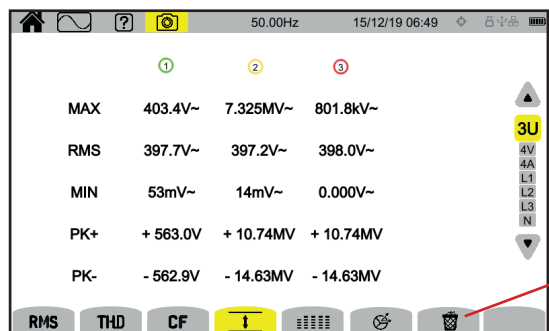 ? 50.00Hz 15/12/19 06:49
1 2 3
MAX 403.4V~ 7.325MV~ 801.8kV~
RMS 397.7V~ 397.2V~ 398.0V~
MIN 53mV~ 14mV~ 0.000V~
PK+ + 563.0V + 10.74MV + 10.74MV
PK- - 562.9V - 14.63MV - 14.63MV
3U
4V
4A
L1
L2
L3
N
RMS THD CF